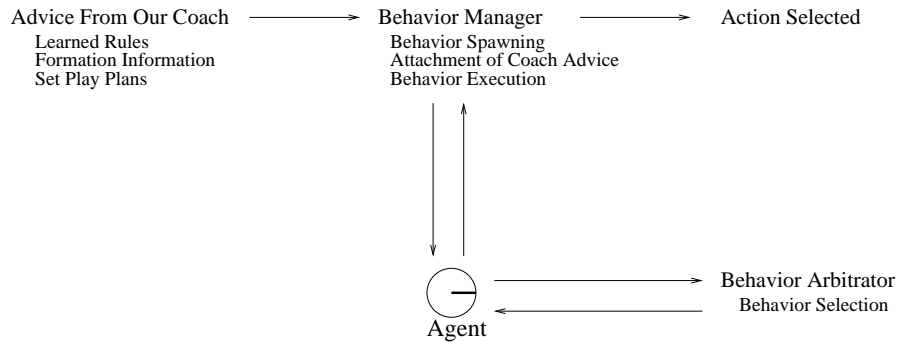 Advice From Our Coach
Learned Rules
Formation Information
Set Play Plans
Behavior Manager
Behavior Spawning
Attachment of Coach Advice
Behavior Execution
Action Selected
Agent
Behavior Arbitrator
Behavior Selection